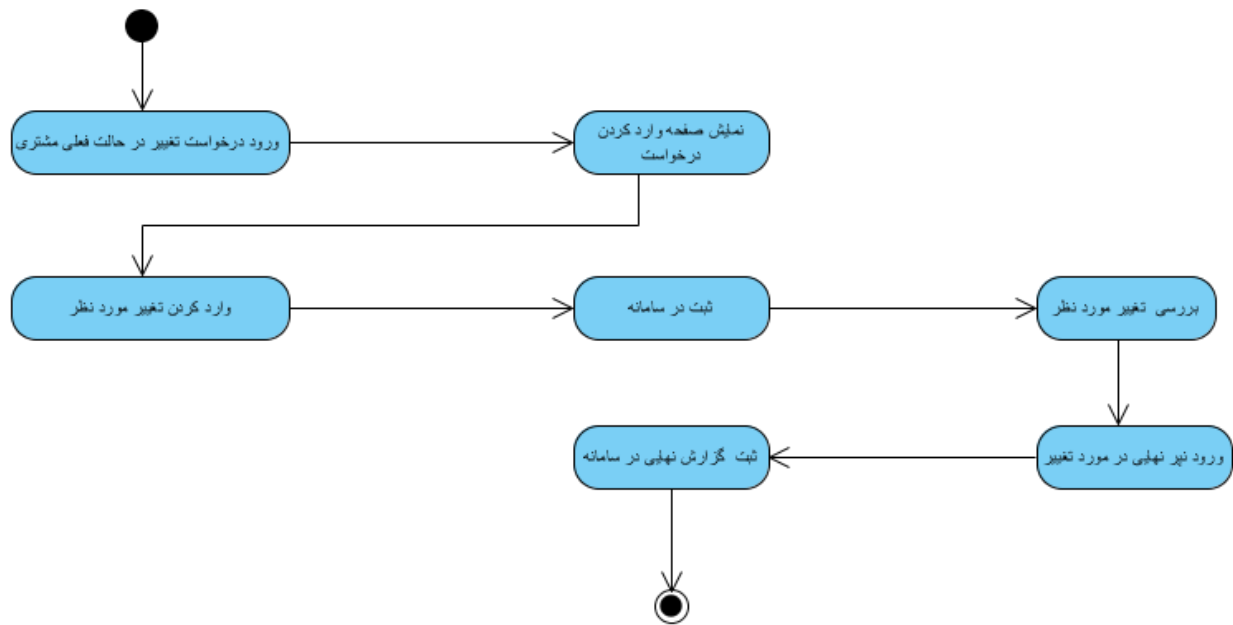 ورود درخواست تغییر در حالت فعلی مشتری
نمایش صفحه وارد کردن
درخواست
وارد کردن تغییر مورد نظر
ثبت در سامانه
بررسی تغییر مورد نظر
ورود نپر نهایی در مورد تغییر
ثبت گزارش نهایی در سامانه